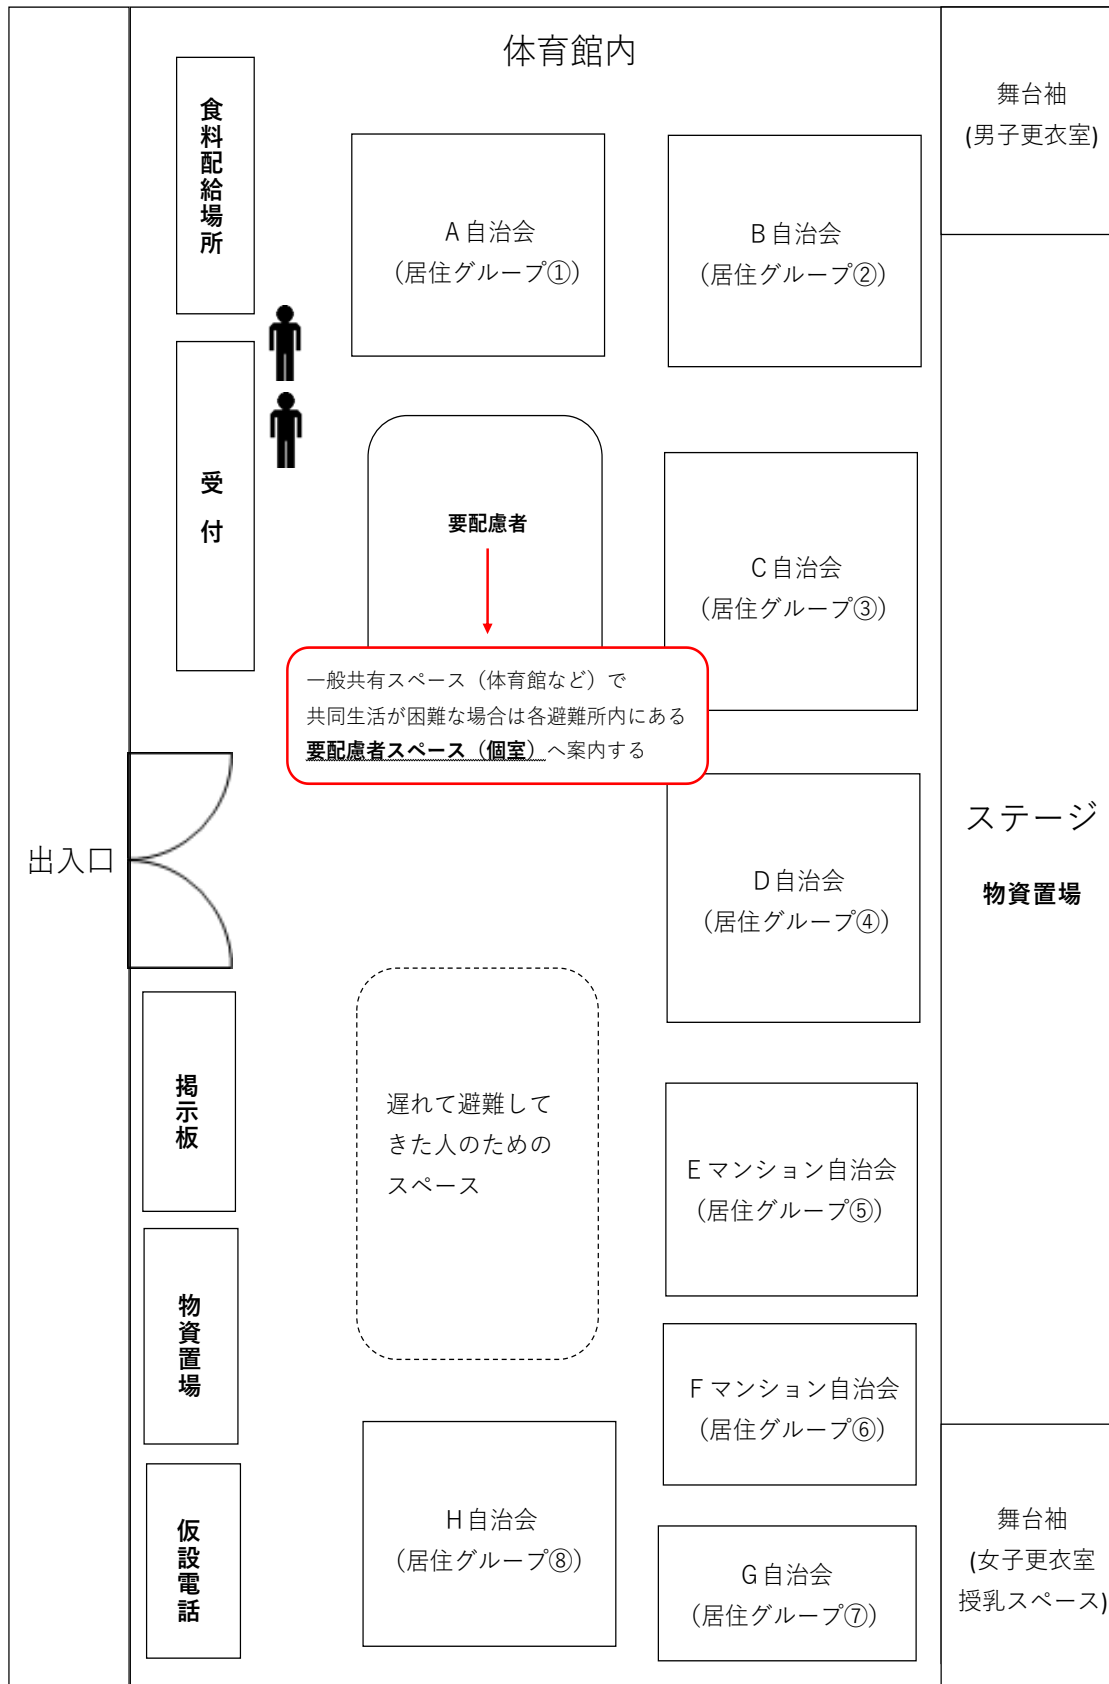 体育館内
食料配給場所
舞台袖
(男子更衣室)
A自治会
(居住グループ①)
B自治会
(居住グループ②)
受付
要配慮者
C自治会
(居住グループ③)
一般共有スペース（体育館など）で
共同生活が困難な場合は各避難所内にある
要配慮者スペース（個室）へ案内する
出入口
D自治会
(居住グループ④)
ステージ
物資置場
掲示板
遅れて避難して
きた人のための
スペース
Eマンション自治会
(居住グループ⑤)
物資置場
Fマンション自治会
(居住グループ⑥)
仮設電話
H自治会
(居住グループ⑧)
G自治会
(居住グループ⑦)
舞台袖
(女子更衣室
授乳スペース)